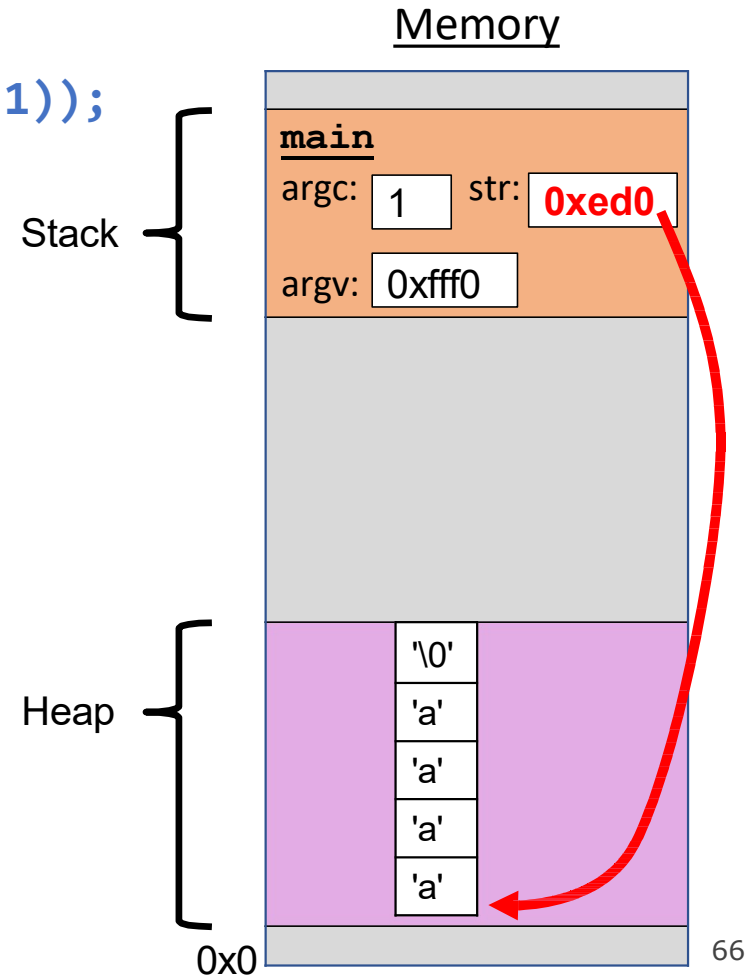 Memory
1));
main
argc: 1 str: 0xed0
Stack
argv: 0xfff0
'\0'
'a'
Heap
'a'
'a'
'a'
0x0
66